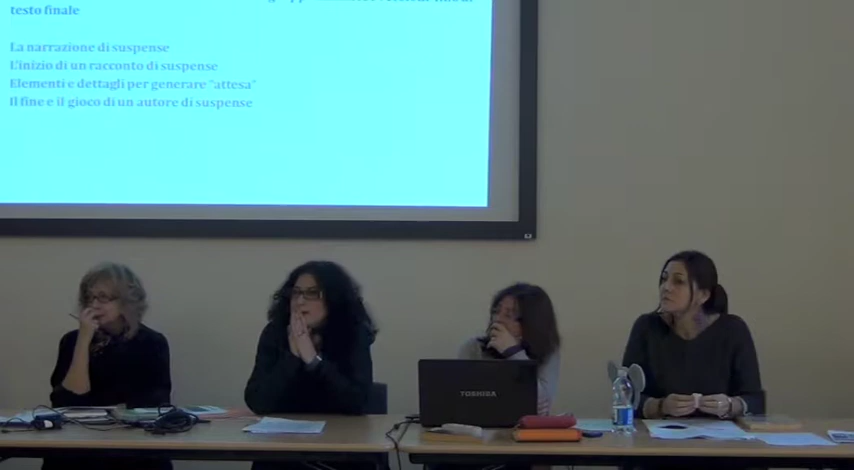 testo finale
La narrazione di suspense
L'inizio di un racconto di suspense
Elementi e dettagli per generare "attesa"
Il fine e il gioco di un autore di suspense
TOSHIBA